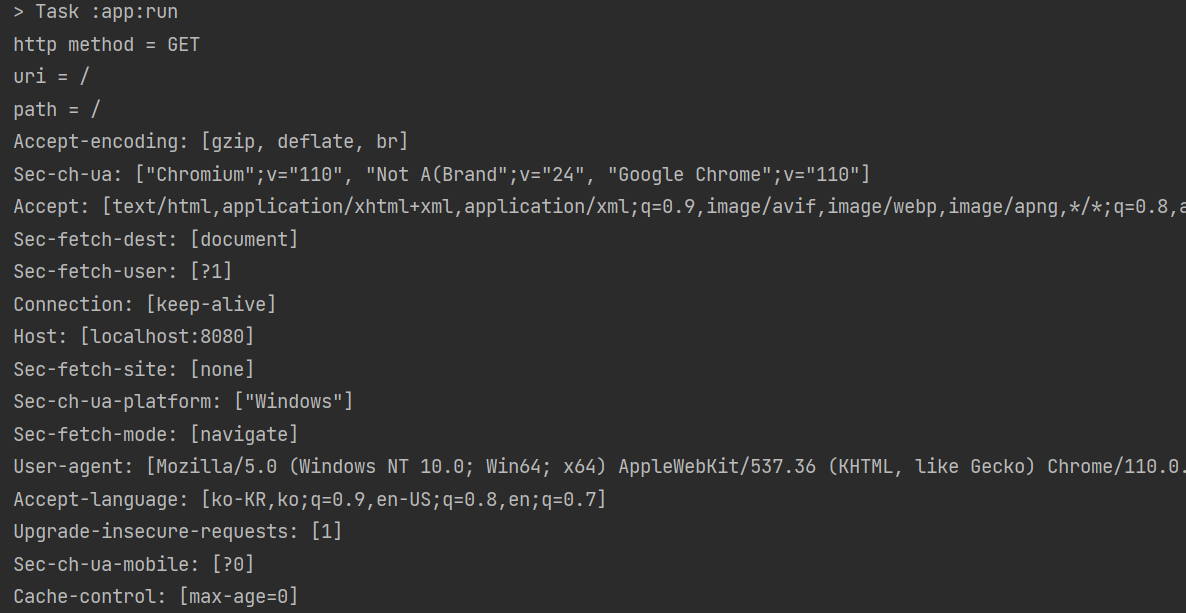 > Task :app:run
http method = GET
uri = /
path = /
Accept-encoding: [gzip, deflate, br]
Sec-ch-ua: ["Chromium";v="110", "Not A(Brand";v="24", "Google Chrome";v="110"]
Accept: [text/html,application/xhtml+xml,application/xml;q=0.9,image/avif,image/webp,image/apng,*/*;q=0.8,a
Sec-fetch-dest: [document]
Sec-fetch-user: [?1]
Connection: [keep-alive]
Host: [localhost:8080]
Sec-fetch-site: [none]
Sec-ch-ua-platform: ["Windows"]
Sec-fetch-mode: [navigate]
User-agent: [Mozilla/5.0 (Windows NT 10.0; Win64; x64) AppleWebKit/537.36 (KHTML, like Gecko) Chrome/110.0.
Accept-language: [ko-KR,ko;q=0.9,en-US;q=0.8,en;q=0.7]
Upgrade-insecure-requests: [1]
Sec-ch-ua-mobile: [?0]
Cache-control: [max-age=0]